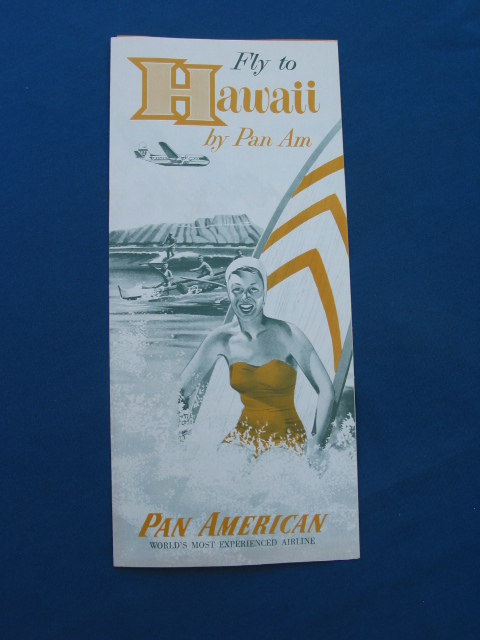 Fly to
Hawaii
by Pan Am
PAN AMERICAN
WORLD'S MOST EXPERIENCED AIRLINE